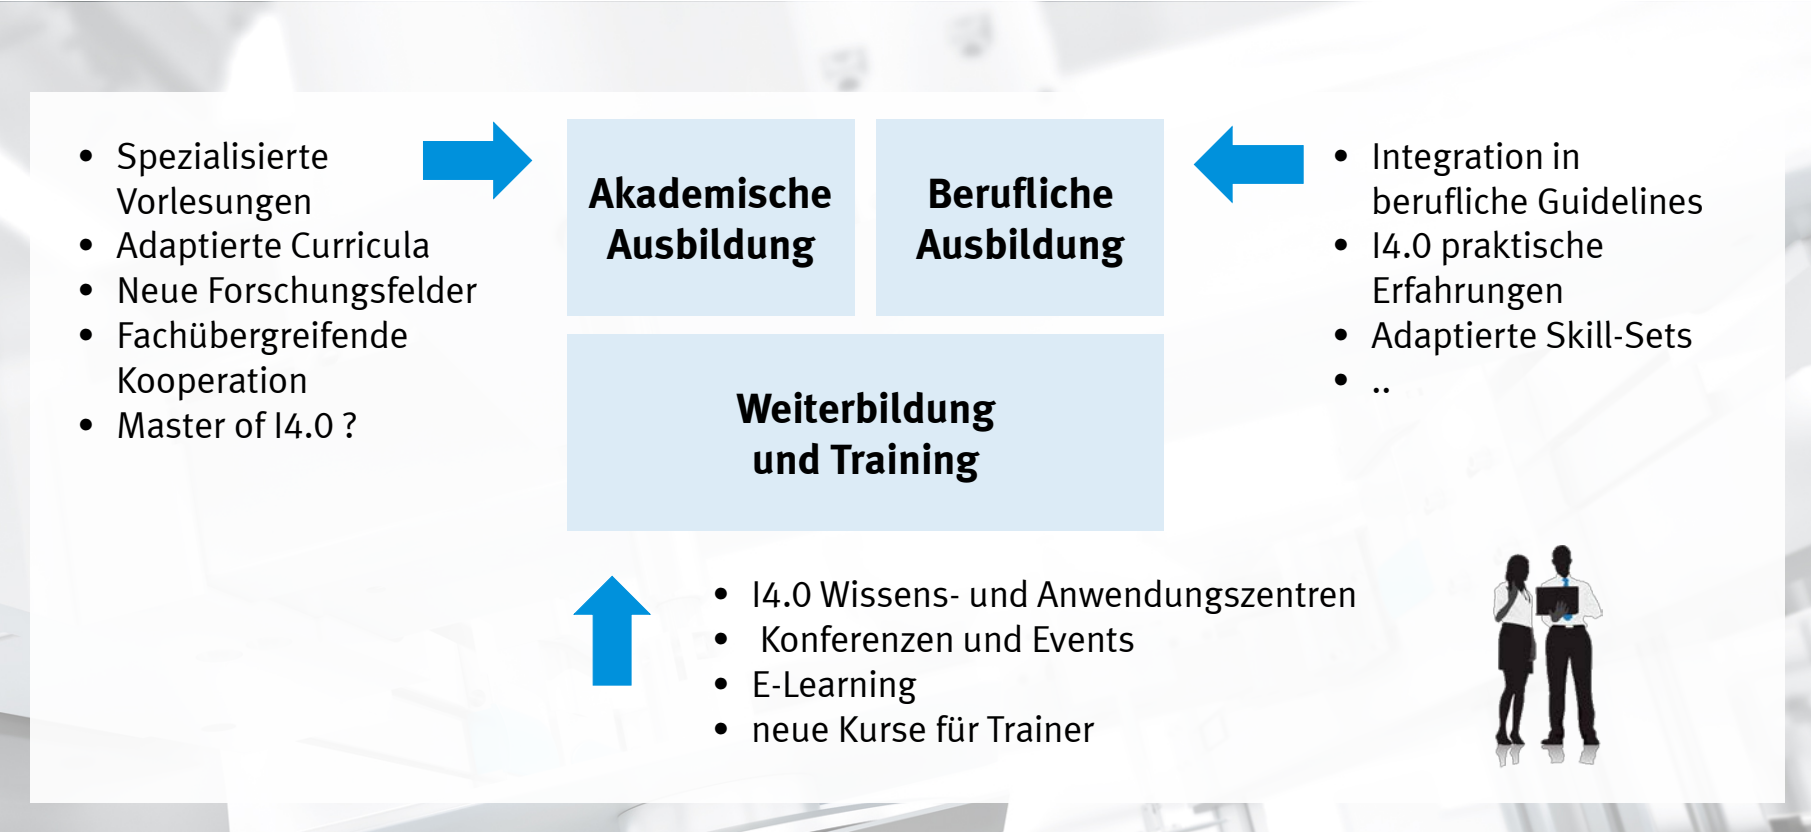 • Spezialisierte
Vorlesungen
• Adaptierte Curricula
• Neue Forschungsfelder
• Fachübergreifende
Kooperation
• Master of I4.0 ?
Akademische
Ausbildung
Berufliche
Ausbildung
• Integration in
berufliche Guidelines
• I4.0 praktische
Erfahrungen
• Adaptierte Skill-Sets
• ..
Weiterbildung
und Training
• I4.0 Wissens- und Anwendungszentren
• Konferenzen und Events
• E-Learning
• neue Kurse für Trainer